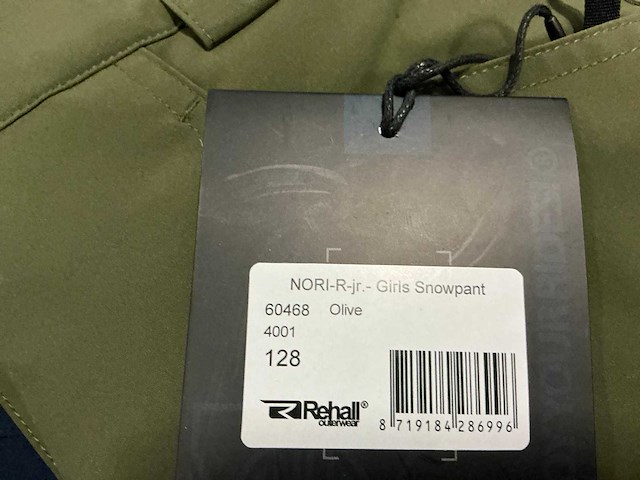 NORI-R-jr.- Girls Snowpant
60468 Olive
4001
128
Rehall®
outerwear
8 719184 286996